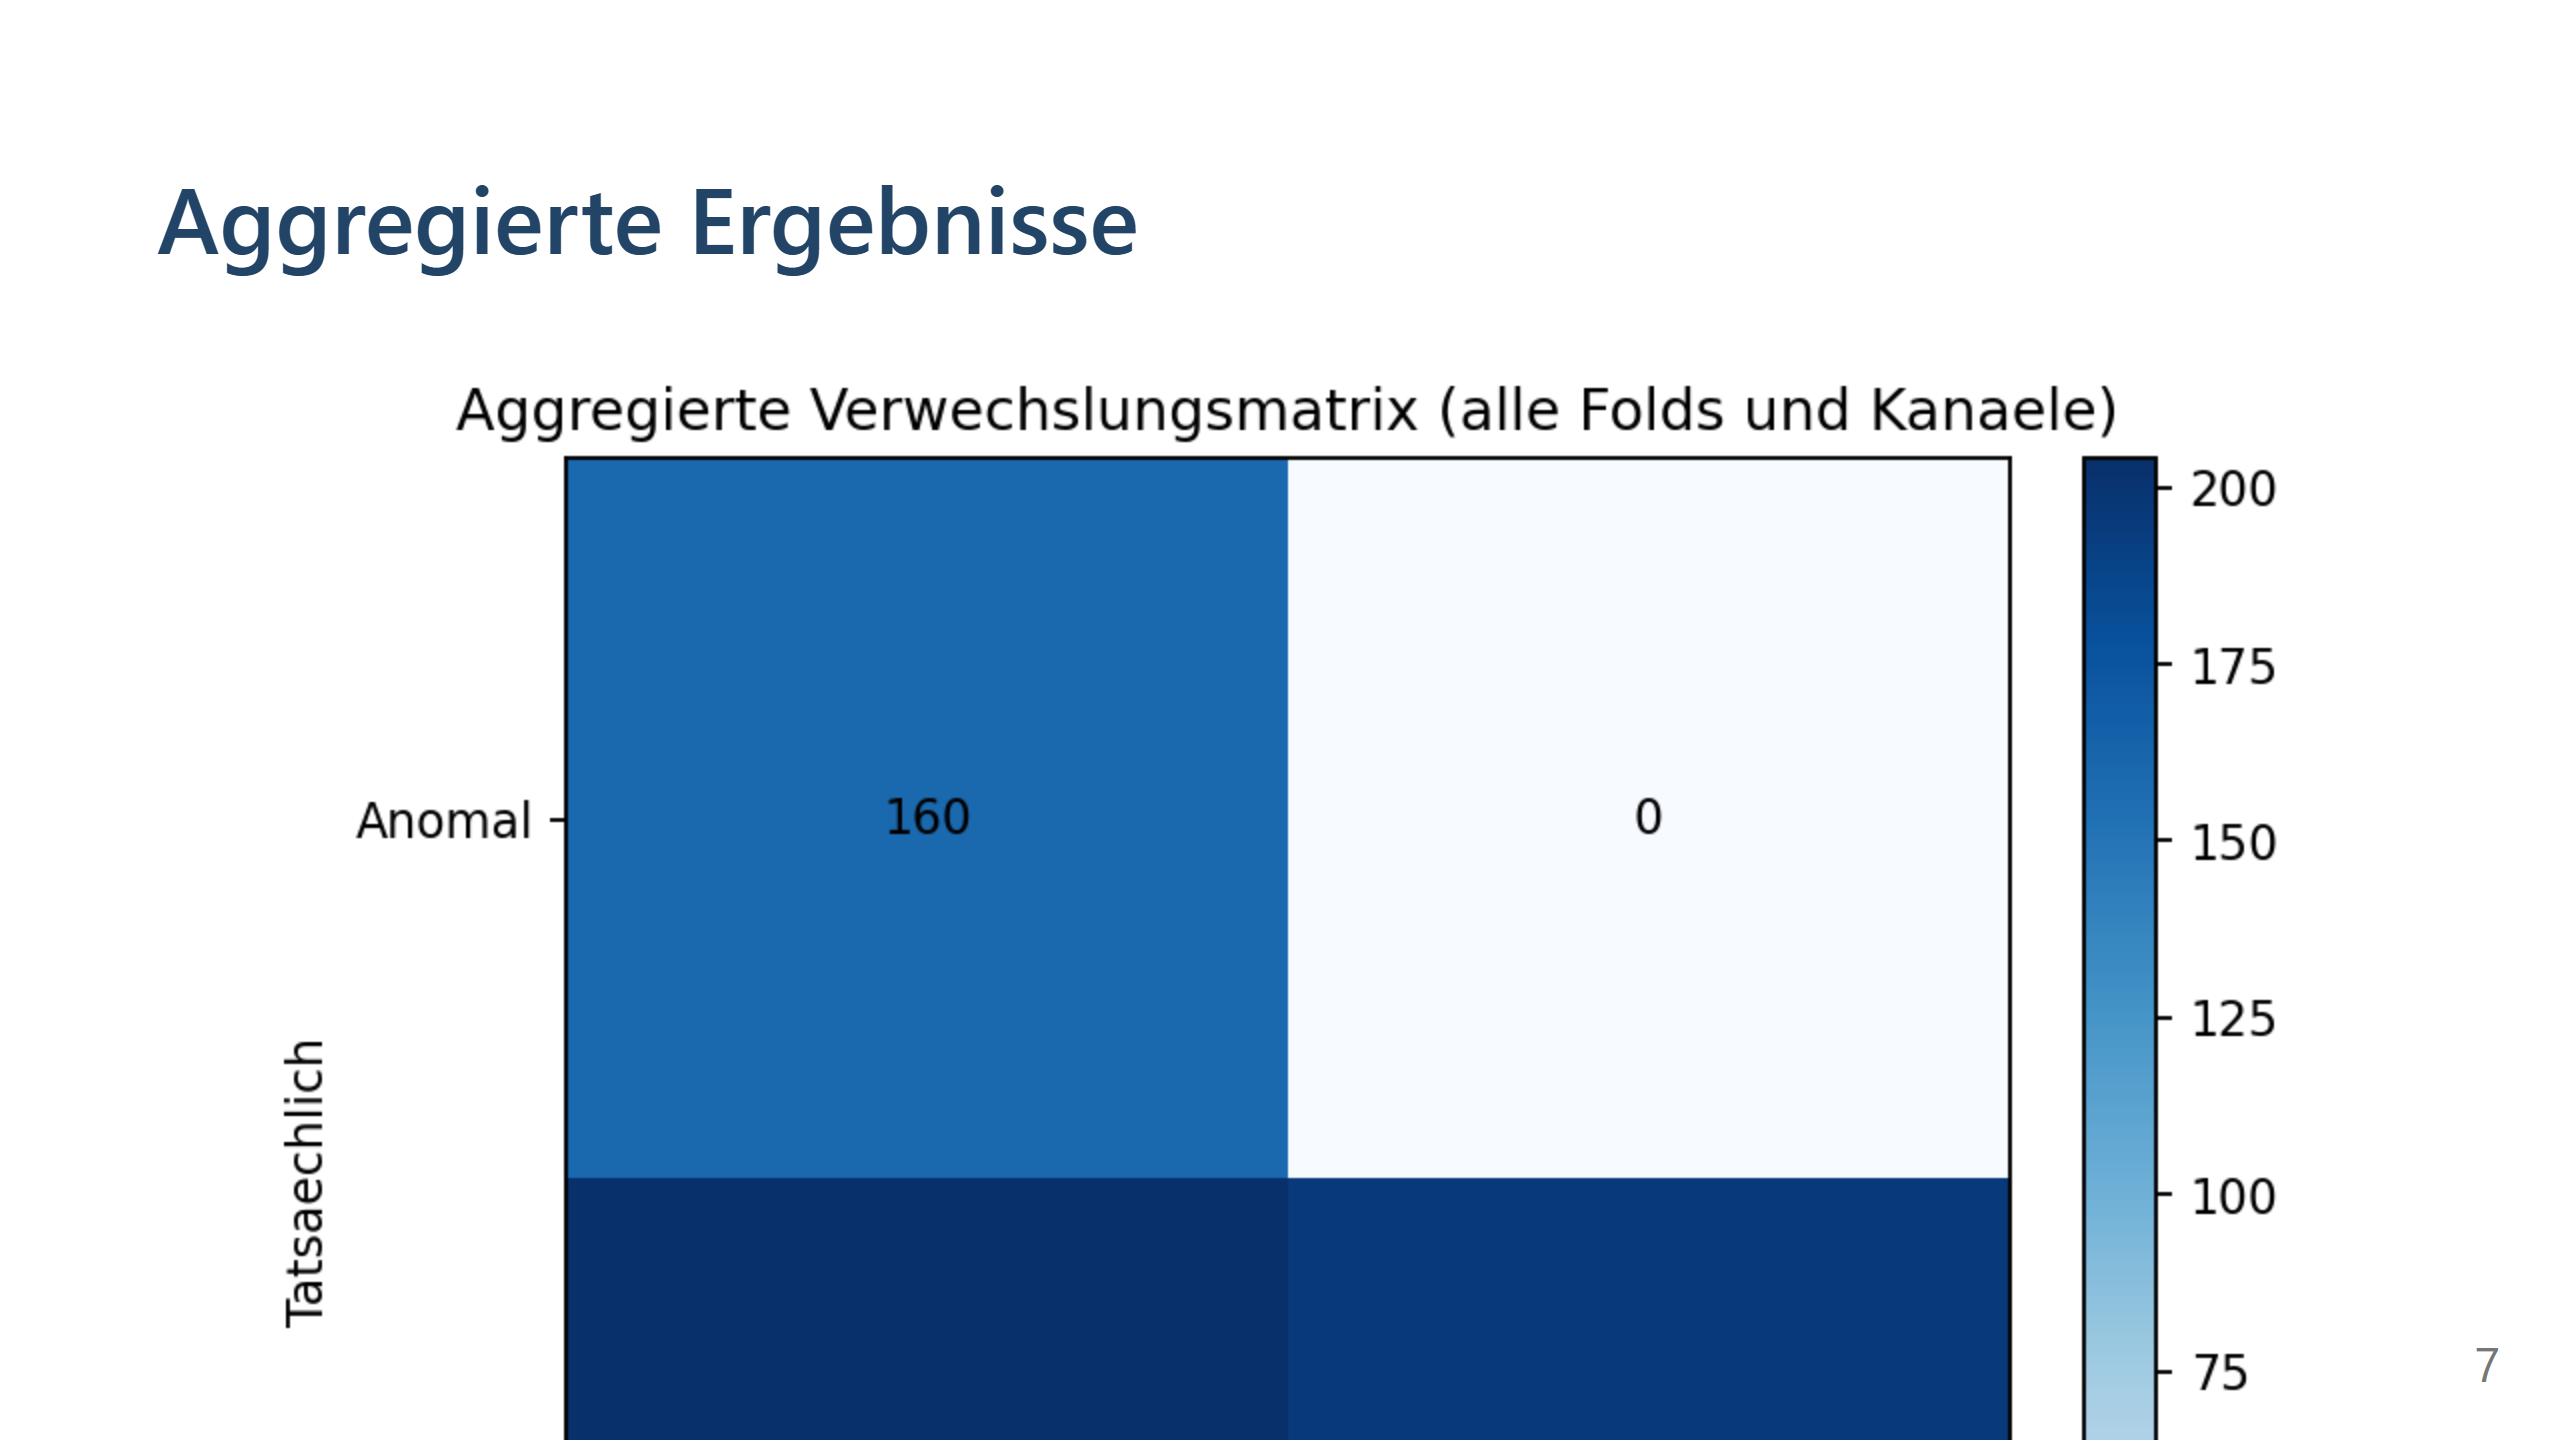 Aggregierte Ergebnisse
Aggregierte Verwechslungsmatrix (alle Folds und Kanaele)
200
175
Anomal
160
0
150
125
Tatsaechlich
100
75
7